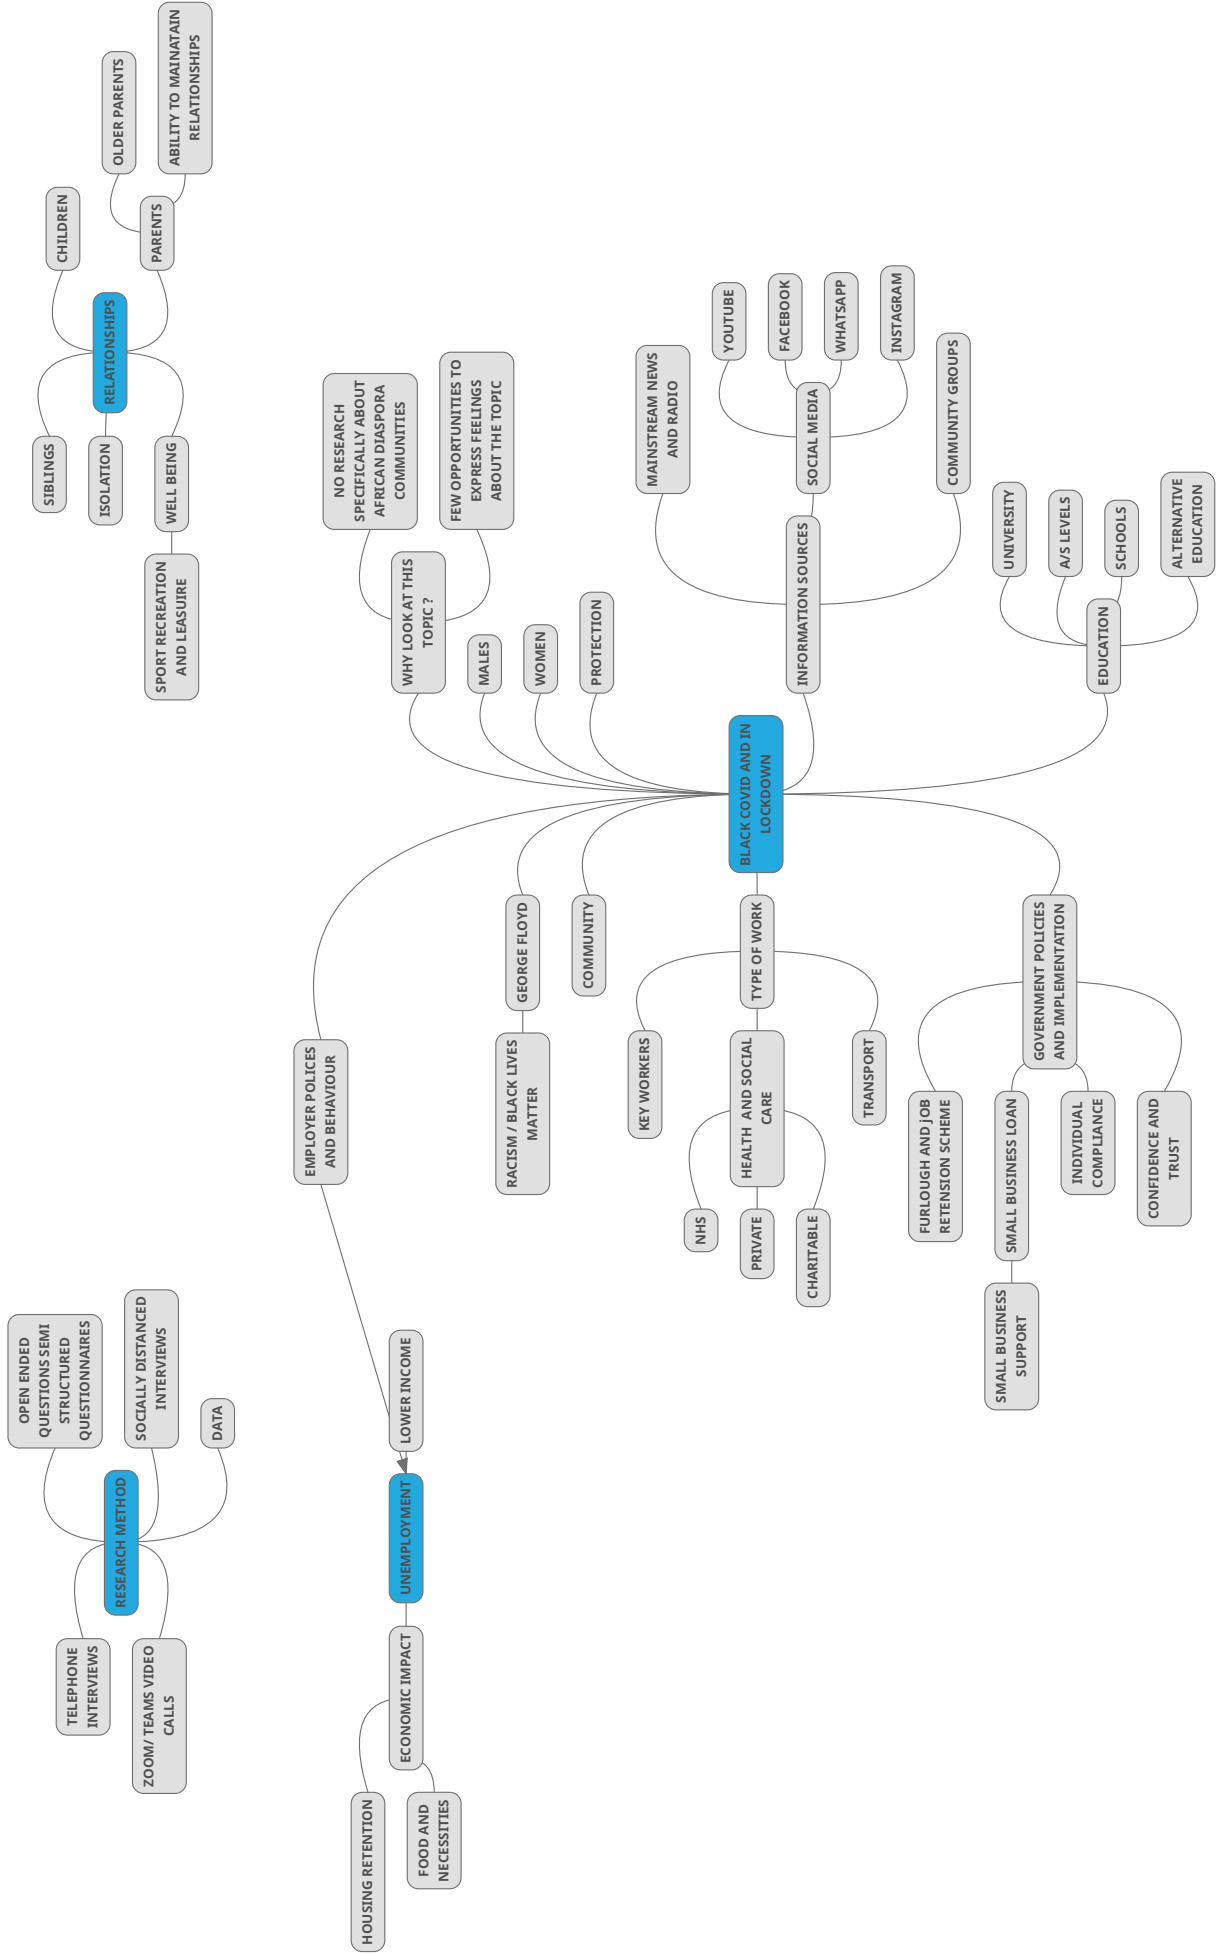 RESEARCH METHOD
TELEPHONE
INTERVIEWS
ZOOM/ TEAMS VIDEO
CALLS
OPEN ENDED
QUESTIONS SEMI
STRUCTURED
QUESTIONNAIRES
SOCIALLY DISTANCED
INTERVIEWS
DATA
RELATIONSHIPS
SIBLINGS
ISOLATION
WELL BEING
SPORT RECREATION
AND LEASUIRE
CHILDREN
PARENTS
OLDER PARENTS
ABILITY TO MAINATAIN
RELATIONSHIPS
UNEMPLOYMENT
ECONOMIC IMPACT
HOUSING RETENTION
FOOD AND
NECESSITIES
LOWER INCOME
BLACK COVID AND IN
LOCKDOWN
EMPLOYER POLICES
AND BEHAVIOUR
GEORGE FLOYD
RACISM / BLACK LIVES
MATTER
COMMUNITY
TYPE OF WORK
KEY WORKERS
HEALTH  AND SOCIAL
CARE
NHS
PRIVATE
CHARITABLE
TRANSPORT
GOVERNMENT POLICIES
AND IMPLEMENTATION
FURLOUGH AND jOB
RETENSION SCHEME
SMALL BUSINESS LOAN
SMALL BUSINESS
SUPPORT
INDIVIDUAL
COMPLIANCE
CONFIDENCE AND
TRUST
WHY LOOK AT THIS
TOPIC ?
NO RESEARCH
SPECIFICALLY ABOUT
AFRICAN DIASPORA
COMMUNITIES
FEW OPPORTUNITIES TO
EXPRESS FEELINGS
ABOUT THE TOPIC
MALES
WOMEN
PROTECTION
INFORMATION SOURCES
MAINSTREAM NEWS
AND RADIO
SOCIAL MEDIA
YOUTUBE
FACEBOOK
WHATSAPP
INSTAGRAM
COMMUNITY GROUPS
EDUCATION
UNIVERSITY
A/S LEVELS
SCHOOLS
ALTERNATIVE
EDUCATION